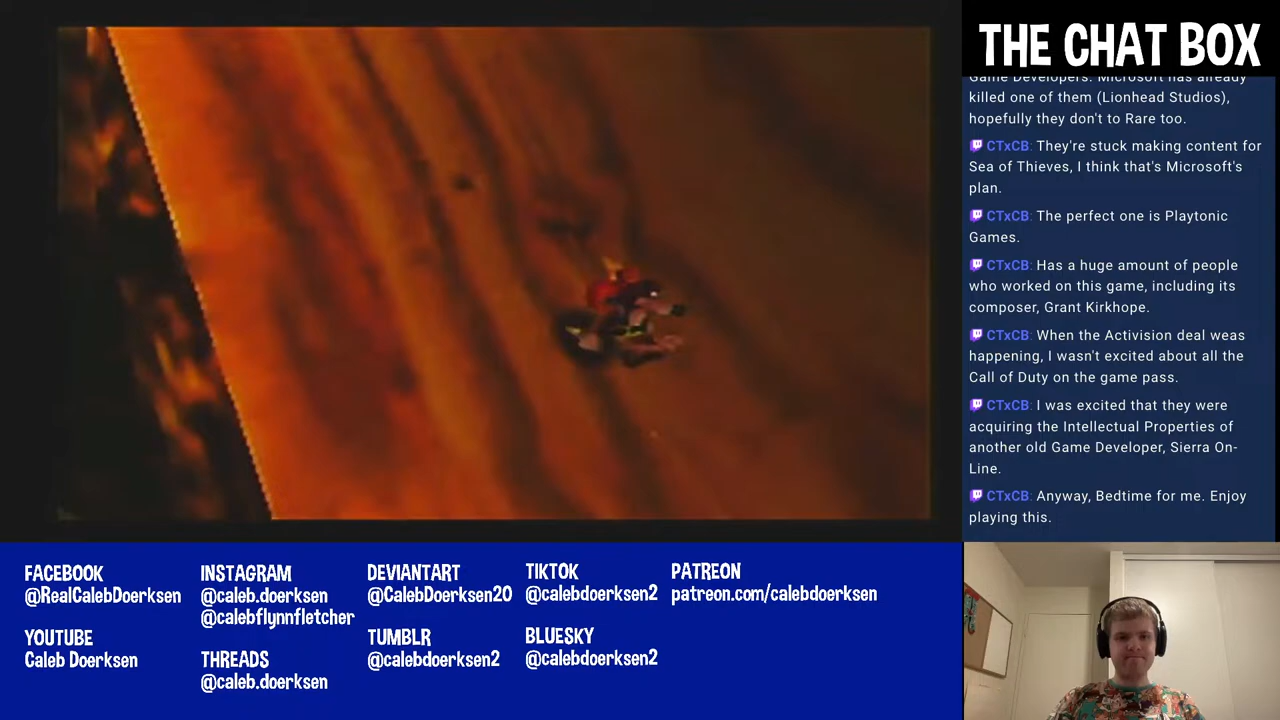 THE CHAT BOX
Game Developers. Microsoft has already
killed one of them (Lionhead Studios),
hopefully they don't to Rare too.
CTxCB: They're stuck making content for
Sea of Thieves, I think that's Microsoft's
plan.
CTxCB: The perfect one is Playtonic
Games.
CTxCB: Has a huge amount of people
who worked on this game, including its
composer, Grant Kirkhope.
CTxCB: When the Activision deal weas
happening, I wasn't excited about all the
Call of Duty on the game pass.
CTxCB: I was excited that they were
acquiring the Intellectual Properties of
another old Game Developer, Sierra On-
Line.
CTxCB: Anyway, Bedtime for me. Enjoy
playing this.
FACEBOOK
@RealCalebDoerksen
YOUTUBE
Caleb Doerksen
INSTAGRAM
@caleb.doerksen
@calebflynnfletcher
THREADS
@caleb.doerksen
DEVIANTART
@CalebDoerksen20
TUMBLR
@calebdoerksen2
TIKTOK
@calebdoerksen2
BLUESKY
@calebdoerksen2
PATREON
patreon.com/calebdoerksen